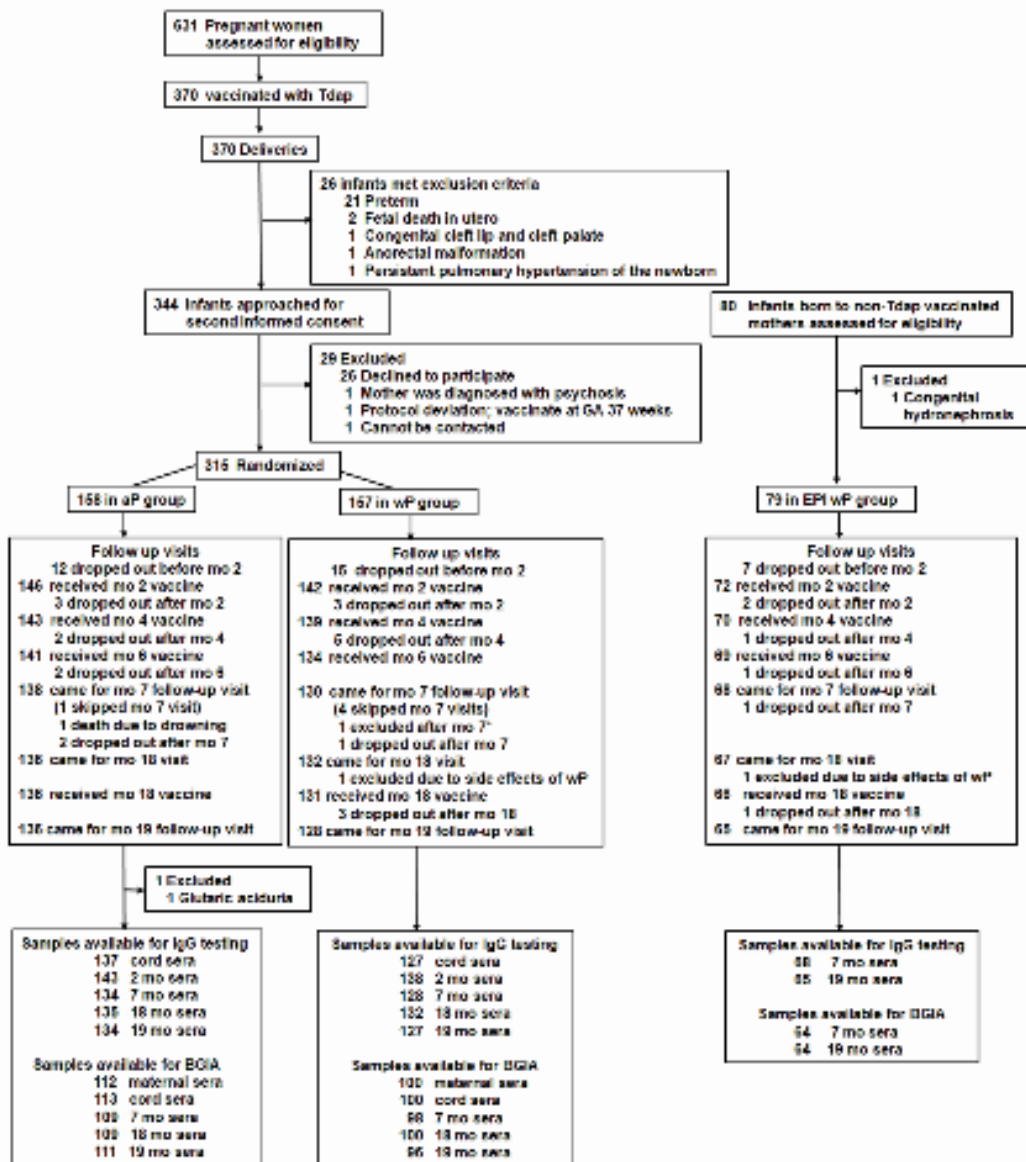 631 Pregnant women
assessed for eligibility
370 vaccinated with Tdap
370 Deliveries
26 Infants met exclusion criteria
21 Preterm
2 Fetal death in utero
1 Congenital cleft lip and cleft palate
1 Anorectal malformation
1 Persistent pulmonary hypertension of the newborn
344 Infants approached for
second informed consent
80 Infants born to non-Tdap vaccinated
mothers assessed for eligibility
29 Excluded
26 Declined to participate
1 Mother was diagnosed with psychosis
1 Protocol deviation; vaccinate at GA 37 weeks
1 Cannot be contacted
1 Excluded
1 Congenital
hydronephrosis
315 Randomized
158 in aP group
157 in wP group
79 in EPI wP group
Follow up visits
12 dropped out before mo 2
146 received mo 2 vaccine
3 dropped out after mo 2
143 received mo 4 vaccine
2 dropped out after mo 4
141 received mo 6 vaccine
2 dropped out after mo 6
138 came for mo 7 follow-up visit
(1 skipped mo 7 visit)
1 death due to drowning
2 dropped out after mo 7
136 came for mo 18 visit
136 received mo 18 vaccine
136 came for mo 19 follow-up visit
Follow up visits
15 dropped out before mo 2
142 received mo 2 vaccine
3 dropped out after mo 2
139 received mo 4 vaccine
5 dropped out after mo 4
134 received mo 6 vaccine
130 came for mo 7 follow-up visit
(4 skipped mo 7 visits)
1 excluded after mo 7*
1 dropped out after mo 7
132 came for mo 18 visit
1 excluded due to side effects of wP
131 received mo 18 vaccine
3 dropped out after mo 18
128 came for mo 19 follow-up visit
Follow up visits
7 dropped out before mo 2
72 received mo 2 vaccine
2 dropped out after mo 2
70 received mo 4 vaccine
1 dropped out after mo 4
69 received mo 6 vaccine
1 dropped out after mo 6
68 came for mo 7 follow-up visit
1 dropped out after mo 7
67 came for mo 18 visit
1 excluded due to side effects of wP
66 received mo 18 vaccine
1 dropped out after mo 18
65 came for mo 19 follow-up visit
1 Excluded
1 Glutaric aciduria
Samples available for IgG testing
137 cord sera
143 2 mo sera
134 7 mo sera
135 18 mo sera
134 19 mo sera
Samples available for BGIA
112 maternal sera
113 cord sera
109 7 mo sera
109 18 mo sera
111 19 mo sera
Samples available for IgG testing
127 cord sera
138 2 mo sera
128 7 mo sera
132 18 mo sera
127 19 mo sera
Samples available for BGIA
100 maternal sera
100 cord sera
98 7 mo sera
100 18 mo sera
96 19 mo sera
Samples available for IgG testing
68 7 mo sera
65 19 mo sera
Samples available for BGIA
64 7 mo sera
64 19 mo sera